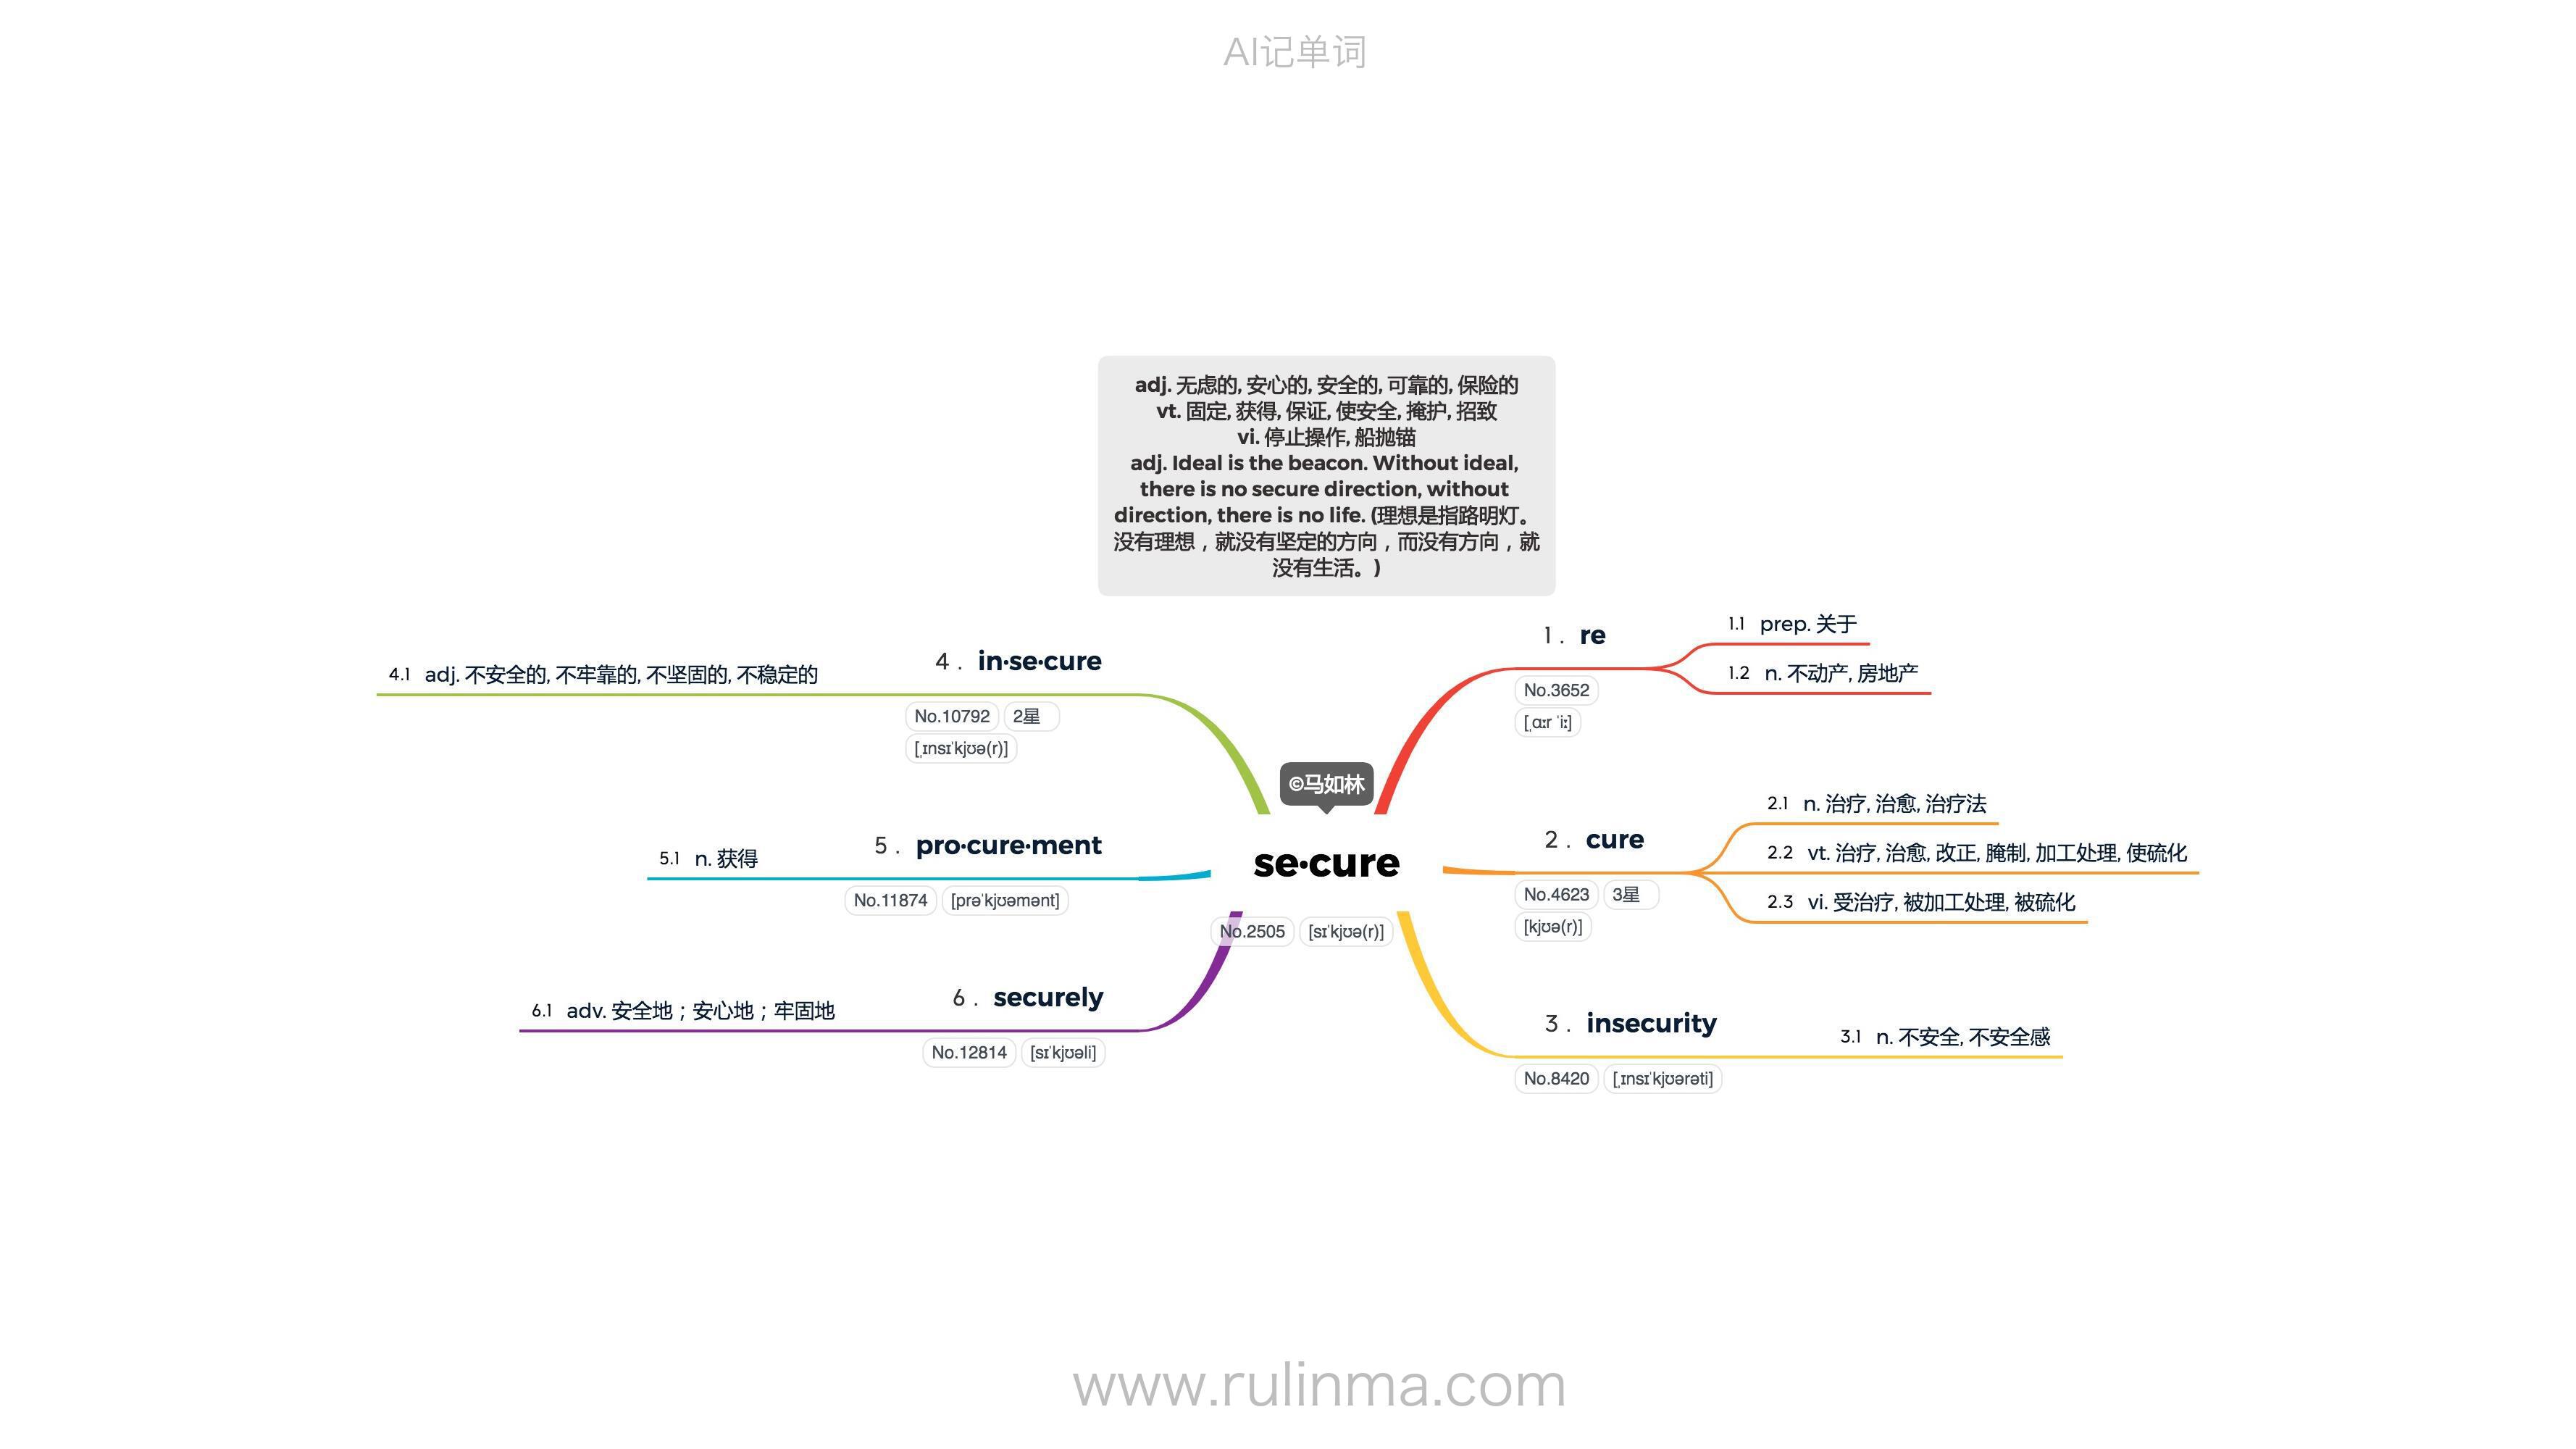 AI记单词
adj. 无虑的, 安心的, 安全的, 可靠的, 保险的
vt. 固定, 获得, 保证, 使安全, 掩护, 招致
vi. 停止操作, 船抛锚
adj. Ideal is the beacon. Without ideal,
there is no secure direction, without
direction, there is no life. (理想是指路明灯。
没有理想，就没有坚定的方向，而没有方向，就
没有生活。)
©马如林
se·cure
No.2505 [sɪˈkjʊə(r)]
1 . re
No.3652
[ˌɑːr ˈiː]
1.1 prep. 关于
1.2 n. 不动产, 房地产
2 . cure
No.4623 3星
[kjʊə(r)]
2.1 n. 治疗, 治愈, 治疗法
2.2 vt. 治疗, 治愈, 改正, 腌制, 加工处理, 使硫化
2.3 vi. 受治疗, 被加工处理, 被硫化
3 . insecurity
No.8420 [ˌɪnsɪˈkjʊərəti]
3.1 n. 不安全, 不安全感
4 . in·se·cure
No.10792 2星
[ˌɪnsɪˈkjʊə(r)]
4.1 adj. 不安全的, 不牢靠的, 不坚固的, 不稳定的
5 . pro·cure·ment
No.11874 [prəˈkjʊəmənt]
5.1 n. 获得
6 . securely
No.12814 [sɪˈkjʊəli]
6.1 adv. 安全地；安心地；牢固地
www.rulinma.com